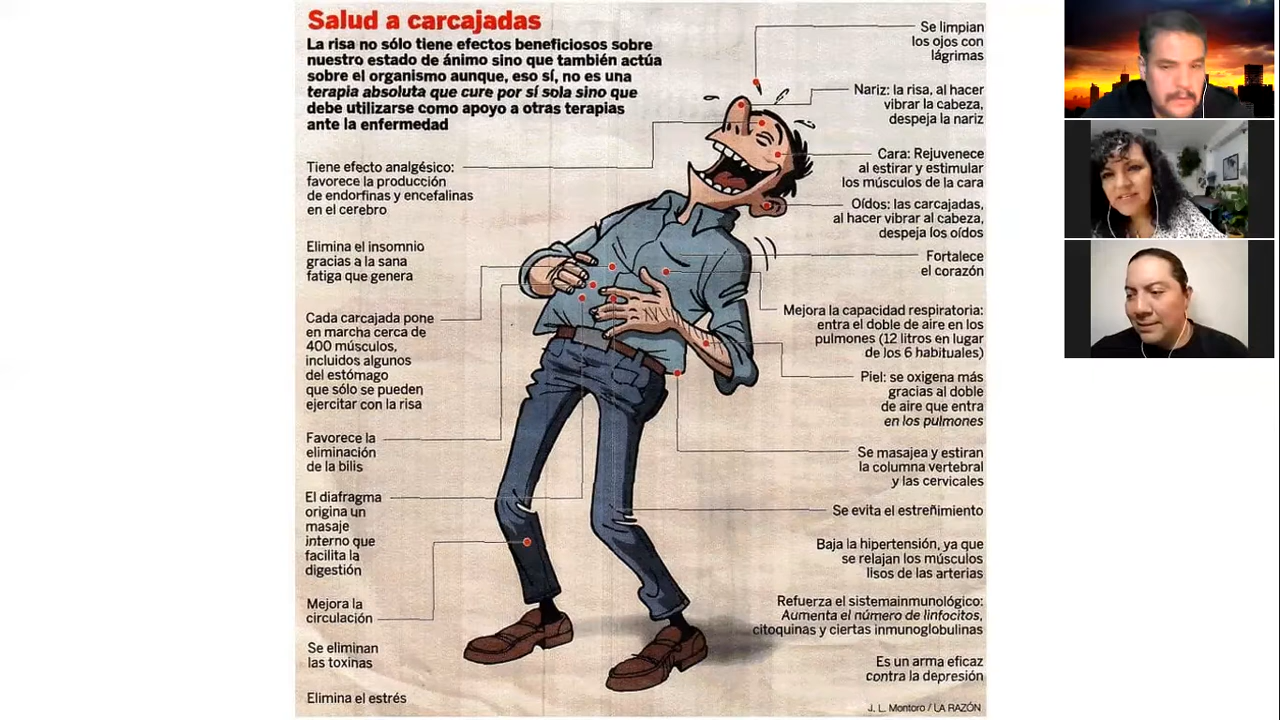 Salud a carcajadas
La risa no sólo tiene efectos beneficiosos sobre
nuestro estado de ánimo sino que también actúa
sobre el organismo aunque, eso sí, no es una
terapia absoluta que cure por sí sola sino que
debe utilizarse como apoyo a otras terapias
ante la enfermedad
Tiene efecto analgésico:
favorece la producción
de endorfinas y encefalinas
en el cerebro
Elimina el insomnio
gracias a la sana
fatiga que genera
Cada carcajada pone
en marcha cerca de
400 músculos,
incluidos algunos
del estómago
que sólo se pueden
ejercitar con la risa
Favorece la
eliminación
de la bilis
El diafragma
origina un
masaje
interno que
facilita la
digestión
Mejora la
circulación
Se eliminan
las toxinas
Elimina el estrés
Se limpian
los ojos con
lágrimas
Nariz: la risa, al hacer
vibrar la cabeza,
despeja la nariz
Cara: Rejuvenece
al estirar y estimular
los músculos de la cara
Oídos: las carcajadas,
al hacer vibrar al cabeza,
despeja los oídos
Fortalece
el corazón
Mejora la capacidad respiratoria:
entra el doble de aire en los
pulmones (12 litros en lugar
de los 6 habituales)
Piel: se oxigena más
gracias al doble
de aire que entra
en los pulmones
Se masajea y estiran
la columna vertebral
y las cervicales
Se evita el estreñimiento
Baja la hipertensión, ya que
se relajan los músculos
lisos de las arterias
Refuerza el sistemainmunológico:
Aumenta el número de linfocitos,
citoquinas y ciertas inmunoglobulinas
Es un arma eficaz
contra la depresión
J. L. Montoro / LA RAZÓN